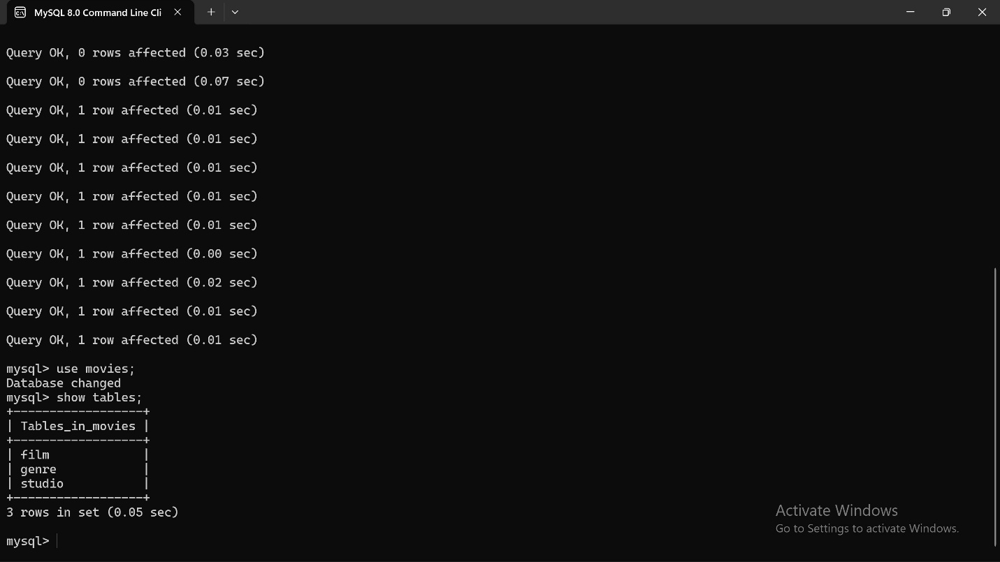 MySQL 8.0 Command Line Cli
Query OK, 0 rows affected (0.03 sec)
Query OK, 0 rows affected (0.07 sec)
Query OK, 1 row affected (0.01 sec)
Query OK, 1 row affected (0.01 sec)
Query OK, 1 row affected (0.01 sec)
Query OK, 1 row affected (0.01 sec)
Query OK, 1 row affected (0.01 sec)
Query OK, 1 row affected (0.00 sec)
Query OK, 1 row affected (0.02 sec)
Query OK, 1 row affected (0.01 sec)
Query OK, 1 row affected (0.01 sec)
mysql> use movies;
Database changed
mysql> show tables;
+------------------+
| Tables_in_movies |
+------------------+
| film             |
| genre            |
| studio           |
+------------------+
3 rows in set (0.05 sec)
mysql>
Activate Windows
Go to Settings to activate Windows.